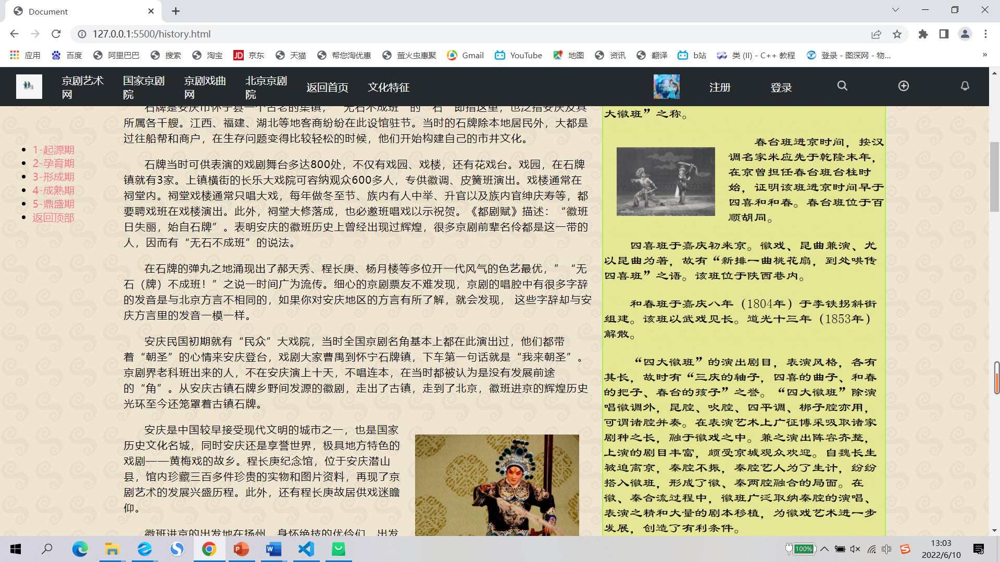 Document
127.0.0.1:5500/history.html
应用
百度
阿里巴巴
搜索
淘宝
京东
天猫
帮您淘优惠
萤火虫惠聚
Gmail
YouTube
地图
资讯
翻译
b站
类 (II) - C++ 教程
登录 - 图深网 - 物...
»
京剧艺术
网
国家京剧
院
京剧戏曲
网
北京京剧
院
返回首页
文化特征
注册
登录
1-起源期
2-孕育期
3-形成期
4-成熟期
5-鼎盛期
返回顶部
石牌是安庆市怀宁县一个古老的集镇，“无石不成班”的“石”即指这里，也泛指安庆及其
所属各千艘。江西、福建、湖北等地客商纷纷在此设馆驻节。当时的石牌除本地居民外，大都是
过往船帮和商户，在生存问题变得比较轻松的时候，他们开始构建自己的市井文化。
石牌当时可供表演的戏剧舞台多达800处，不仅有戏园、戏楼，还有花戏台。戏园，在石牌
镇就有3家。上镇横街的长乐大戏院可容纳观众600多人，专供徽调、皮簧班演出。戏楼通常在
祠堂内。祠堂戏楼通常只唱大戏，每年做冬至节、族内有人中举、升官以及族内官绅庆寿等，都
要聘戏班在戏楼演出。此外，祠堂大修落成，也必邀班唱戏以示祝贺。《都剧赋》描述：“徽班
日失丽，始自石牌”。表明安庆的徽班历史上曾经出现过辉煌，很多京剧前辈名伶都是这一带的
人，因而有“无石不成班”的说法。
在石牌的弹丸之地涌现出了郝天秀、程长庚、杨月楼等多位开一代风气的色艺最优，”“无
石（牌）不成班！”之说一时间广为流传。细心的京剧票友不难发现，京剧的唱腔中有很多字辞
的发音是与北京方言不相同的，如果你对安庆地区的方言有所了解，就会发现， 这些字辞却与安
庆方言里的发音一模一样。
安庆民国初期就有“民众”大戏院，当时全国京剧名角基本上都在此演出过，他们都带
着“朝圣”的心情来安庆登台，戏剧大家曹禺到怀宁石牌镇，下车第一句话就是“我来朝圣”。
京剧界老科班出来的人，不在安庆演上十天，不唱连本，在当时都被认为是没有发展前途
的“角”。从安庆古镇石牌乡野间发源的徽剧，走出了古镇，走到了北京，徽班进京的辉煌历史
光环至今还笼罩着古镇石牌。
安庆是中国较早接受现代文明的城市之一，也是国家
历史文化名城，同时安庆还是享誉世界，极具地方特色的
戏剧——黄梅戏的故乡。程长庚纪念馆，位于安庆潜山
县，馆内珍藏三百多件珍贵的实物和图片资料，再现了京
剧艺术的发展兴盛历程。此外，还有程长庚故居供戏迷瞻
仰。
徽班进京的出发地在扬州，身怀绝技的优伶们，出发
大徽班”之称。
春台班进京时间，按汉
调名家米应先于乾隆末年，
在京曾担任春台班台柱时
始，证明该班进京时间早于
四喜和和春。春台班位于百
顺胡同。
四喜班于嘉庆初来京。徽戏、昆曲兼演、尤
以昆曲为著，故有“新排一曲桃花扇，到处哄传
四喜班”之语。该班位于陕西巷内。
和春班于嘉庆八年（1804年）于李铁拐斜街
组建。该班以武戏见长。道光十三年（1853年）
解散。
“四大徽班”的演出剧目，表演风格，各有
其长，故时有“三庆的轴子，四喜的曲子、和春
的把子、春台的孩子”之誉。“四大徽班”除演
唱徽调外，昆腔、吹腔、四平调、梆子腔亦用，
可谓诸腔并奏。在表演艺术上广征博采吸取诸家
剧种之长，融于徽戏之中。兼之演出阵容齐整，
上演的剧目丰富，颇受京城观众欢迎。自魏长生
被迫离京，秦腔不振，秦腔艺人为了生计，纷纷
搭入徽班，形成了徽、秦两腔融合的局面。在
徽、秦合流过程中，徽班广泛取纳秦腔的演唱、
表演之精和大量的剧本移植，为徽戏艺术进一步
发展，创造了有利条件。
100%
中
13:03
2022/6/10